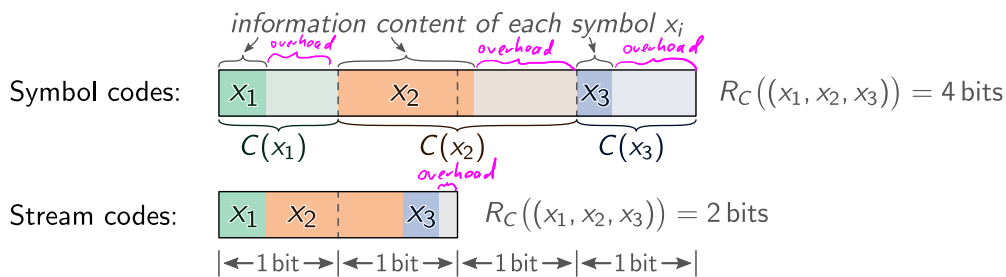 information content of each symbol xᵢ
overhead overhead overhead
Symbol codes: x₁ x₂ x₃ R_C((x₁, x₂, x₃)) = 4 bits
C(x₁) C(x₂) C(x₃)
overhead
Stream codes: x₁ x₂ x₃ R_C((x₁, x₂, x₃)) = 2 bits
1 bit 1 bit 1 bit 1 bit